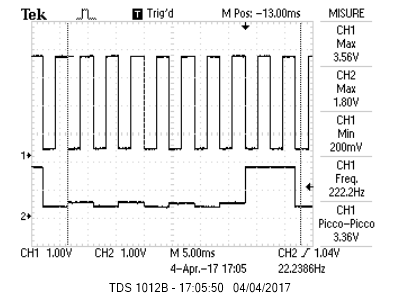 Tek T Trig'd M Pos: -13.00ms MISURE
CH1
Max
3.56V
CH2
Max
1.80V
CH1
Min
200mV
CH1
Freq.
222.2Hz
CH1
Picco-Picco
3.36V
1
2
CH1 1.00V CH2 1.00V M 5.00ms CH2 1.04V
4-Apr.-17 17:05 22.2386Hz
TDS 1012B - 17:05:50 04/04/2017